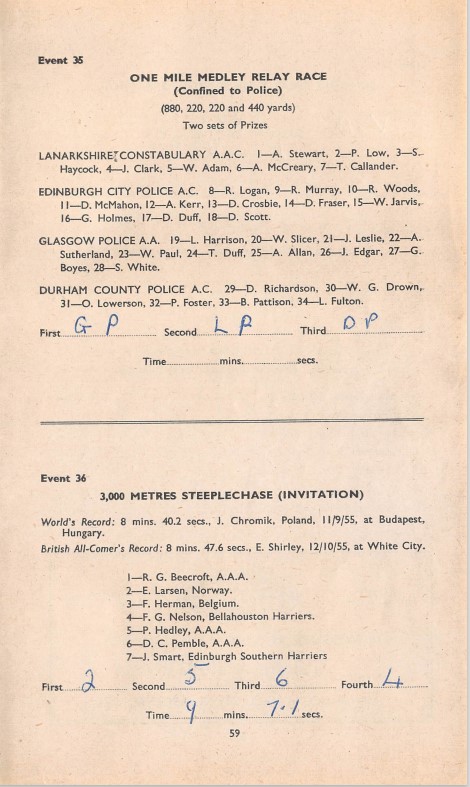 Event 35
ONE MILE MEDLEY RELAY RACE
(Confined to Police)
(880, 220, 220 and 440 yards)
Two sets of Prizes
LANARKSHIRE CONSTABULARY A.A.C. 1—A. Stewart, 2—P. Low, 3—S.
Haycock, 4—J. Clark, 5—W. Adam, 6—A. McCreary, 7—T. Callander.
EDINBURGH CITY POLICE A.C. 8—R. Logan, 9—R. Murray, 10—R. Woods,
11—D. McMahon, 12—A. Kerr, 13—D. Crosbie, 14—D. Fraser, 15—W. Jarvis,
16—G. Holmes, 17—D. Duff, 18—D. Scott.
GLASGOW POLICE A.A. 19—L. Harrison, 20—W. Slicer, 21—J. Leslie, 22—A.
Sutherland, 23—W. Paul, 24—T. Duff, 25—A. Allan, 26—J. Edgar, 27—G.
Boyes, 28—S. White.
DURHAM COUNTY POLICE A.C. 29—D. Richardson, 30—W. G. Drown,
31—O. Lowerson, 32—P. Foster, 33—B. Pattison, 34—L. Fulton.
First G P Second L P Third D P
Time mins. secs.
Event 36
3,000 METRES STEEPLECHASE (INVITATION)
World's Record: 8 mins. 40.2 secs., J. Chromik, Poland, 11/9/55, at Budapest,
Hungary.
British All-Comer's Record: 8 mins. 47.6 secs., E. Shirley, 12/10/55, at White City.
1—R. G. Beecroft, A.A.A.
2—E. Larsen, Norway.
3—F. Herman, Belgium.
4—F. G. Nelson, Bellahouston Harriers.
5—P. Hedley, A.A.A.
6—D. C. Pemble, A.A.A.
7—J. Smart, Edinburgh Southern Harriers
First 2 Second 5 Third 6 Fourth 4
Time 9 mins. 7.1 secs.
59